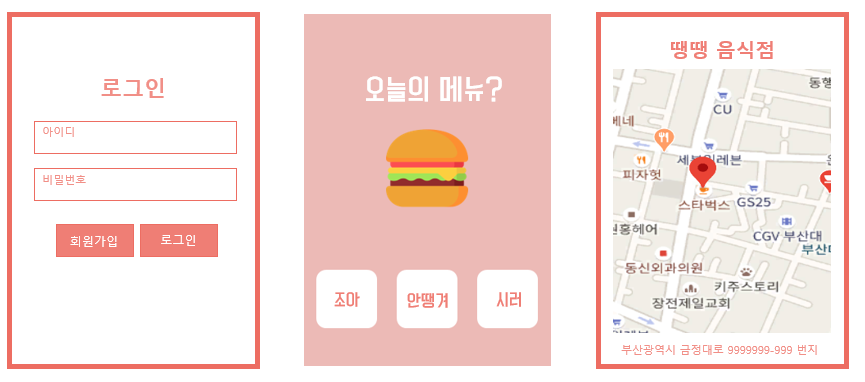 로그인
아이디
비밀번호
회원가입
로그인
오늘의 메뉴?
조아
안땡겨
시러
땡땡 음식점
동행
CU
베네
세븐일레븐
피자헛
스타벅스
GS25
원홈헤어
CGV 부산대
부산대
동신외과의원
키주스토리
장전제일교회
부산광역시 금정대로 9999999-999 번지